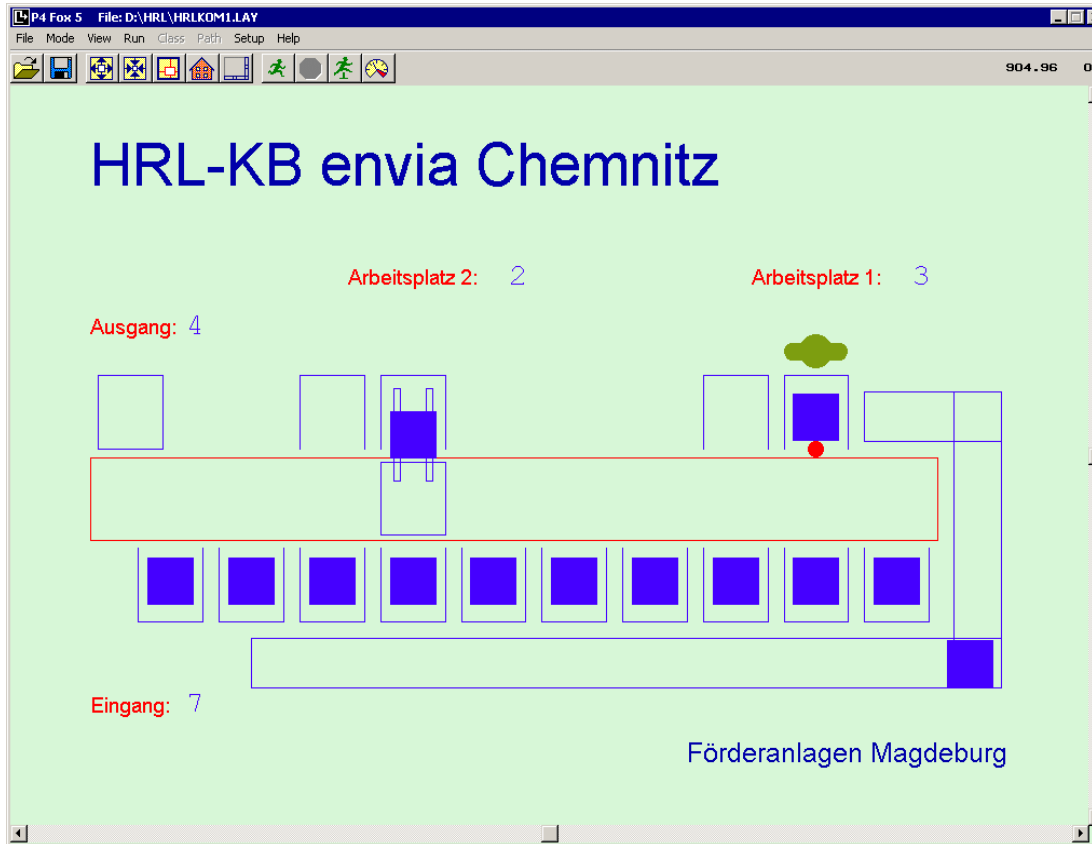 P4 Fox 5 File: D:\HRL\HRLKOM1.LAY
File Mode View Run Class Path Setup Help
904.96 0
HRL-KB envia Chemnitz
Arbeitsplatz 2: 2 Arbeitsplatz 1: 3
Ausgang: 4
Eingang: 7
Förderanlagen Magdeburg